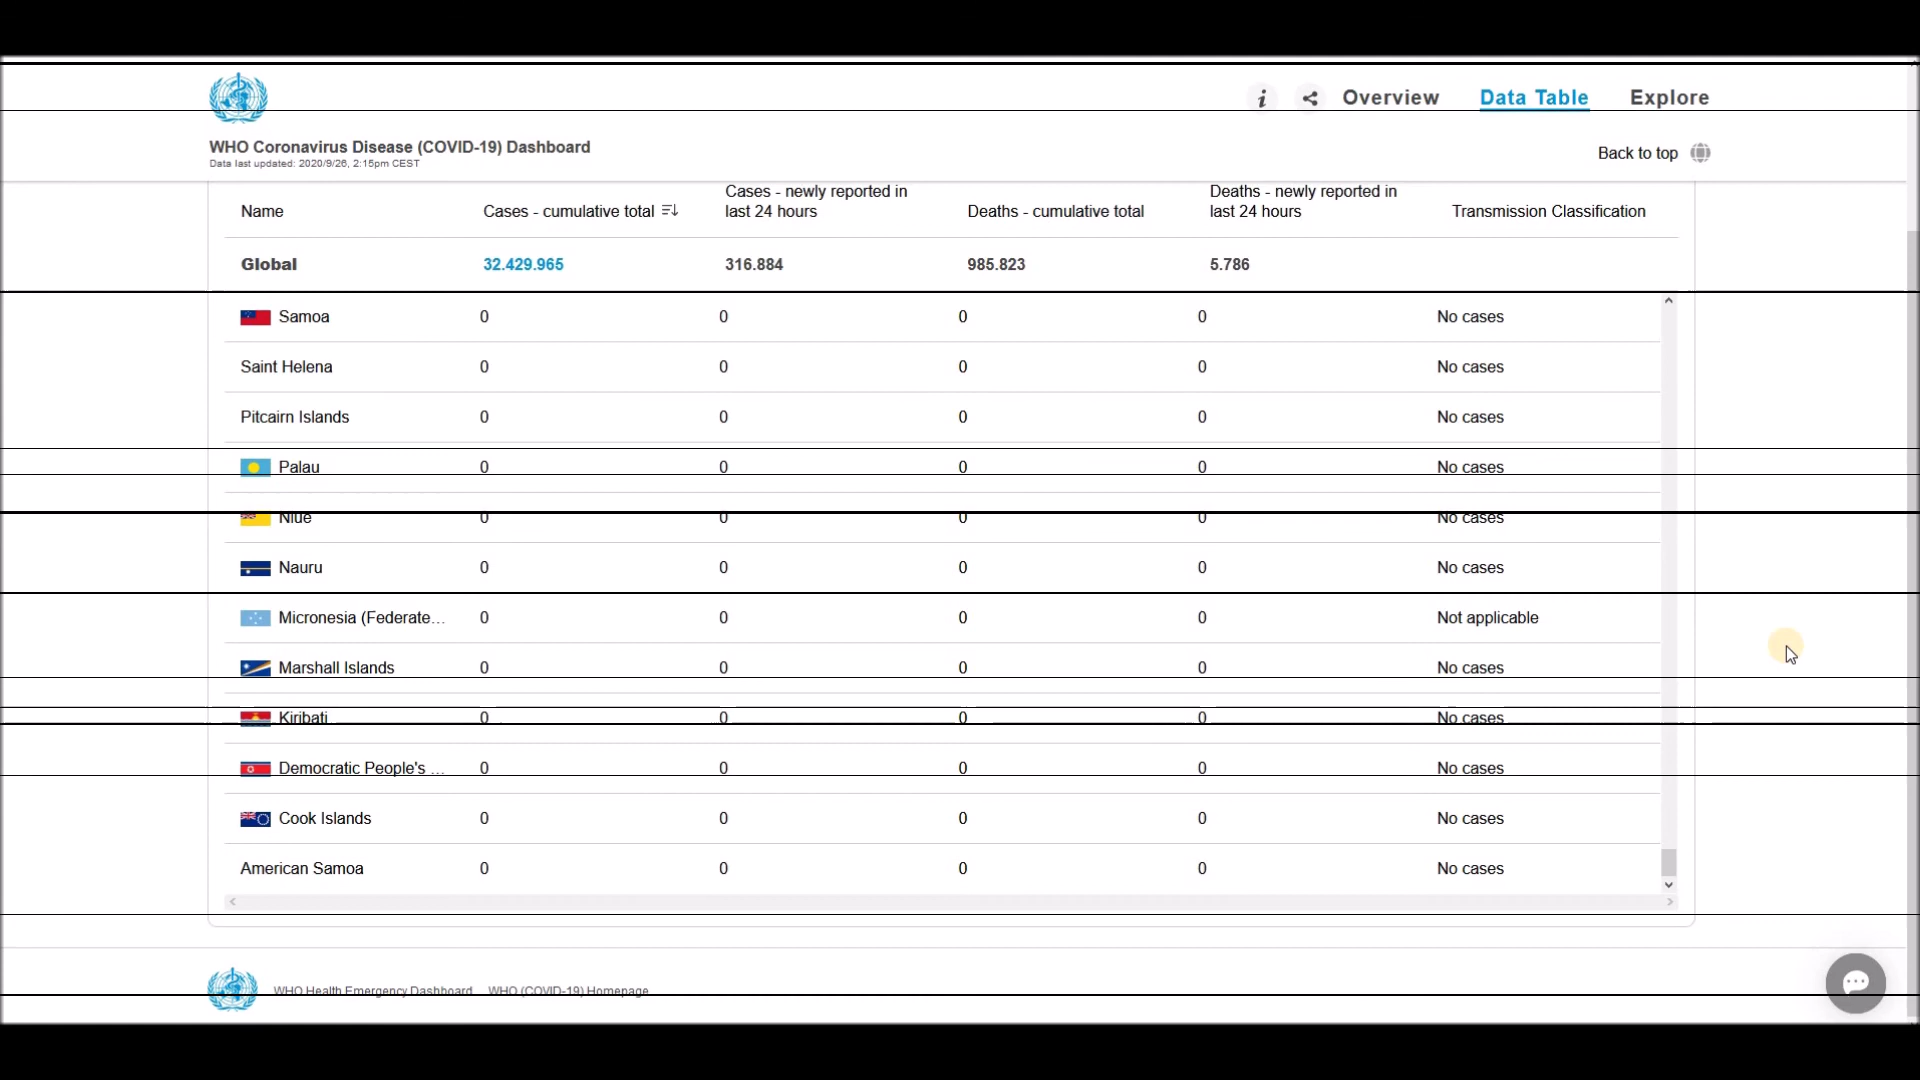 i Overview Data Table Explore
WHO Coronavirus Disease (COVID-19) Dashboard
Data last updated: 2020/9/26, 2:15pm CEST
Back to top
Name Cases - cumulative total Cases - newly reported in last 24 hours Deaths - cumulative total Deaths - newly reported in last 24 hours Transmission Classification
Global 32.429.965 316.884 985.823 5.786
Samoa 0 0 0 0 No cases
Saint Helena 0 0 0 0 No cases
Pitcairn Islands 0 0 0 0 No cases
Palau 0 0 0 0 No cases
Niue 0 0 0 0 No cases
Nauru 0 0 0 0 No cases
Micronesia (Federate... 0 0 0 0 Not applicable
Marshall Islands 0 0 0 0 No cases
Kiribati 0 0 0 0 No cases
Democratic People's ... 0 0 0 0 No cases
Cook Islands 0 0 0 0 No cases
American Samoa 0 0 0 0 No cases
WHO Health Emergency Dashboard WHO (COVID-19) Homepage